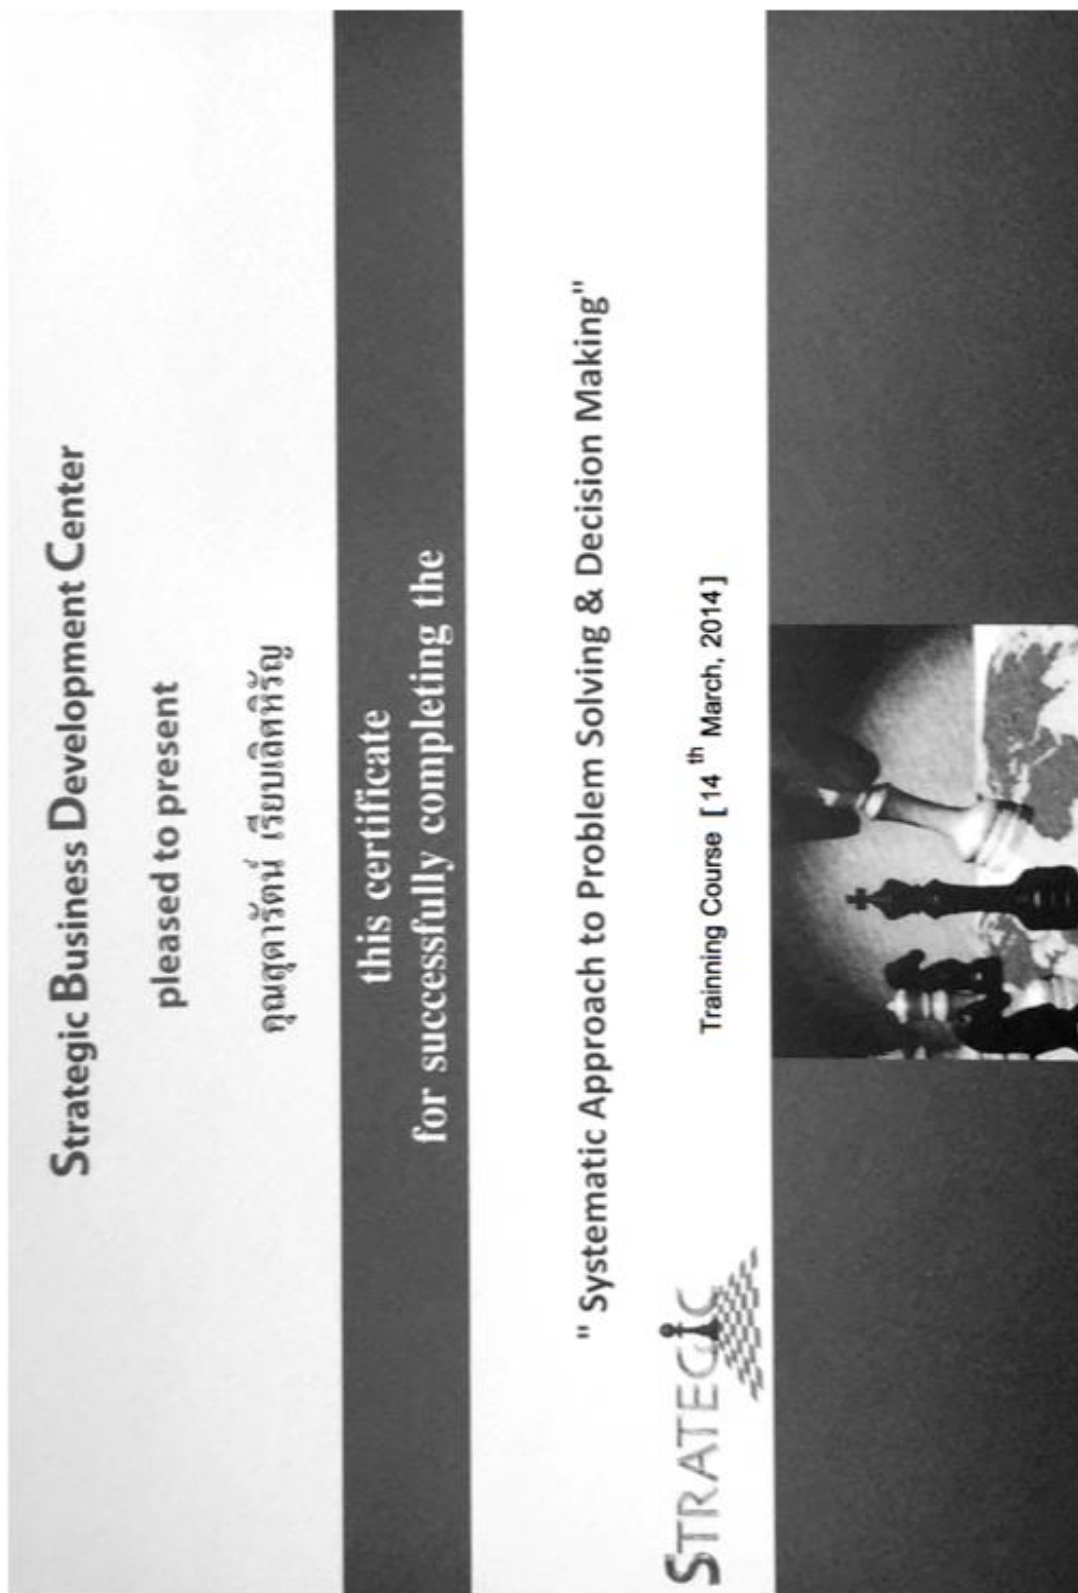 Strategic Business Development Center
pleased to present
คุณสุดารัตน์ เรียบเลิศหิรัญ
this certificate
for successfully completing the
" Systematic Approach to Problem Solving & Decision Making"
Trainning Course [ 14 th March, 2014]
STRATEGIC